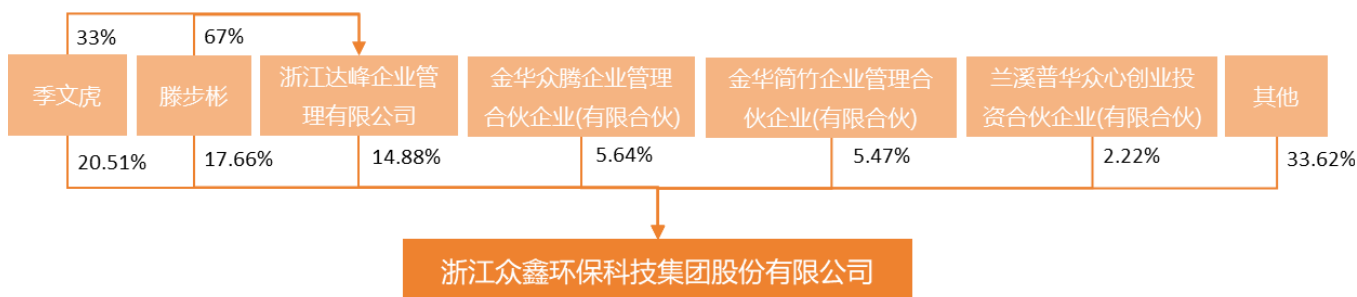 33%
67%
季文虎
滕步彬
浙江达峰企业管
理有限公司
金华众腾企业管理
合伙企业(有限合伙)
金华简竹企业管理合
伙企业(有限合伙)
兰溪普华众心创业投
资合伙企业(有限合伙)
其他
20.51%
17.66%
14.88%
5.64%
5.47%
2.22%
33.62%
浙江众鑫环保科技集团股份有限公司